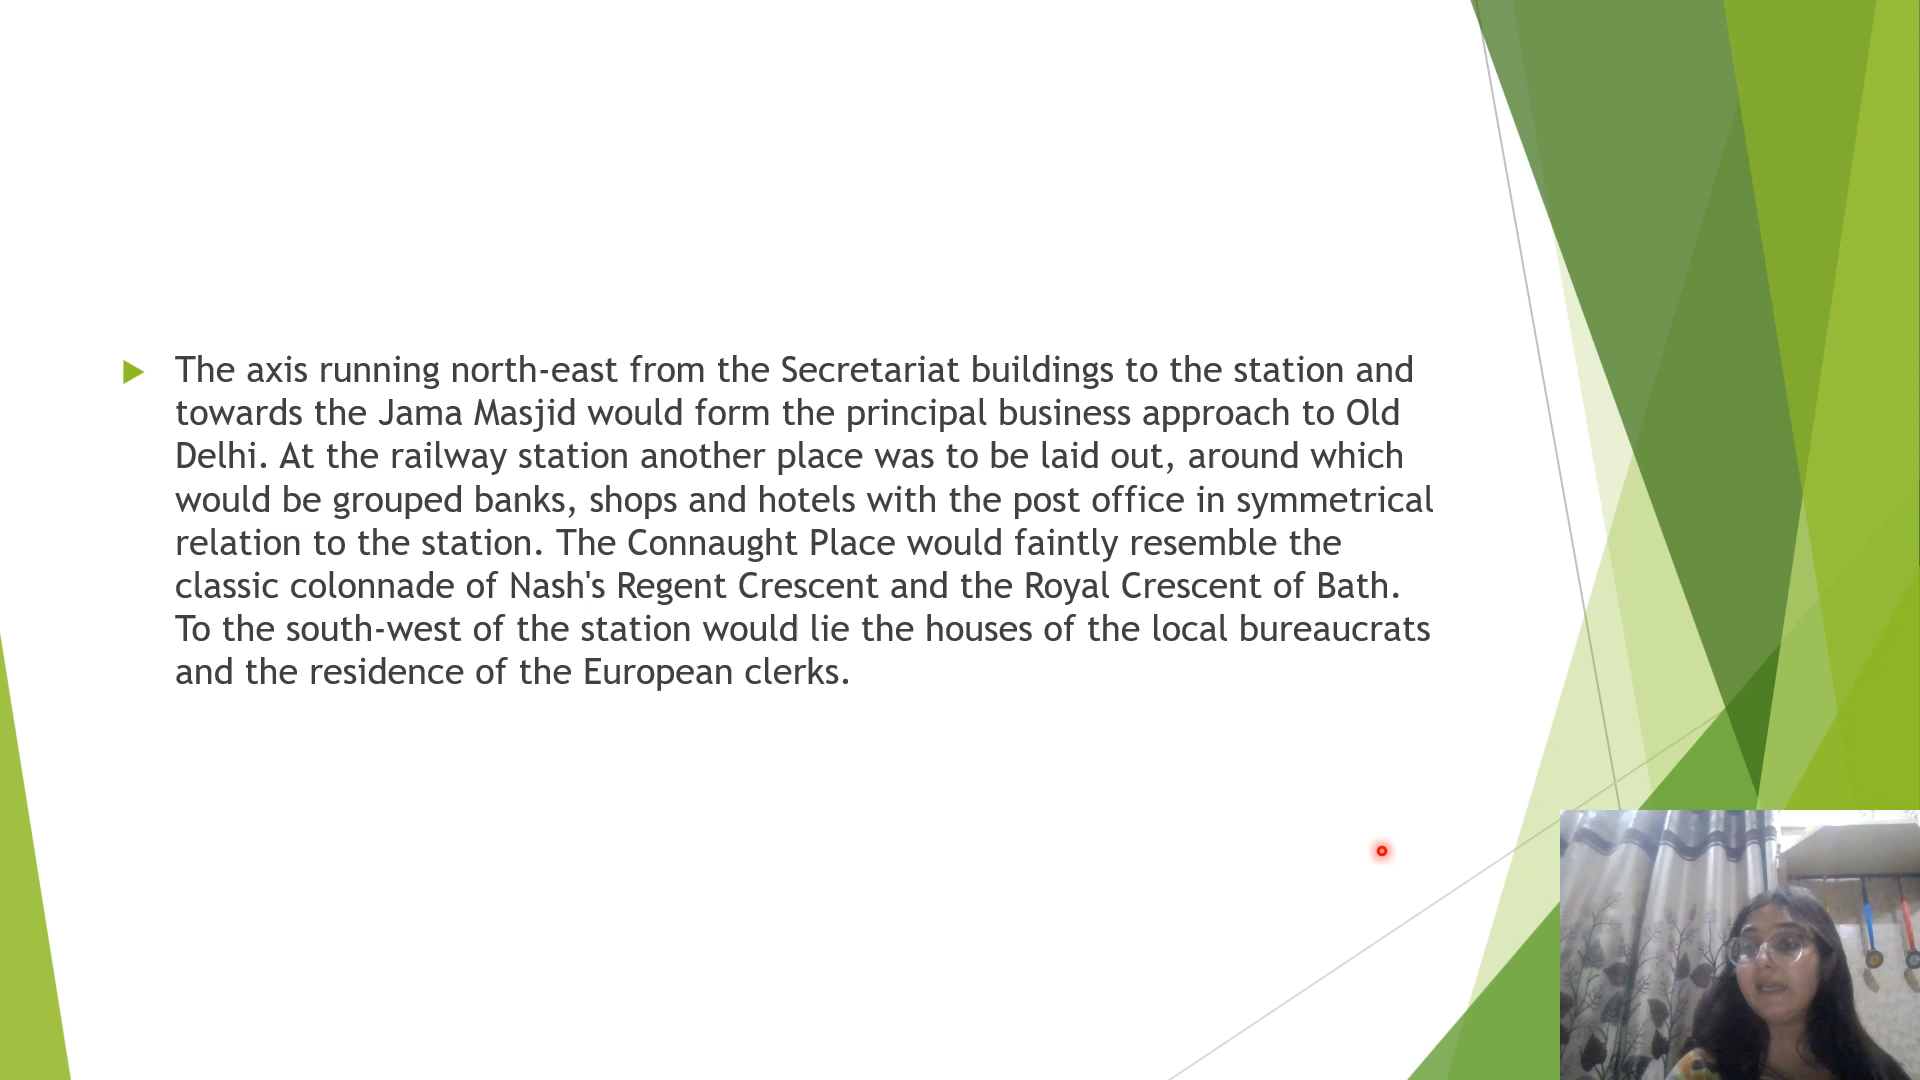 The axis running north-east from the Secretariat buildings to the station and
towards the Jama Masjid would form the principal business approach to Old
Delhi. At the railway station another place was to be laid out, around which
would be grouped banks, shops and hotels with the post office in symmetrical
relation to the station. The Connaught Place would faintly resemble the
classic colonnade of Nash's Regent Crescent and the Royal Crescent of Bath.
To the south-west of the station would lie the houses of the local bureaucrats
and the residence of the European clerks.